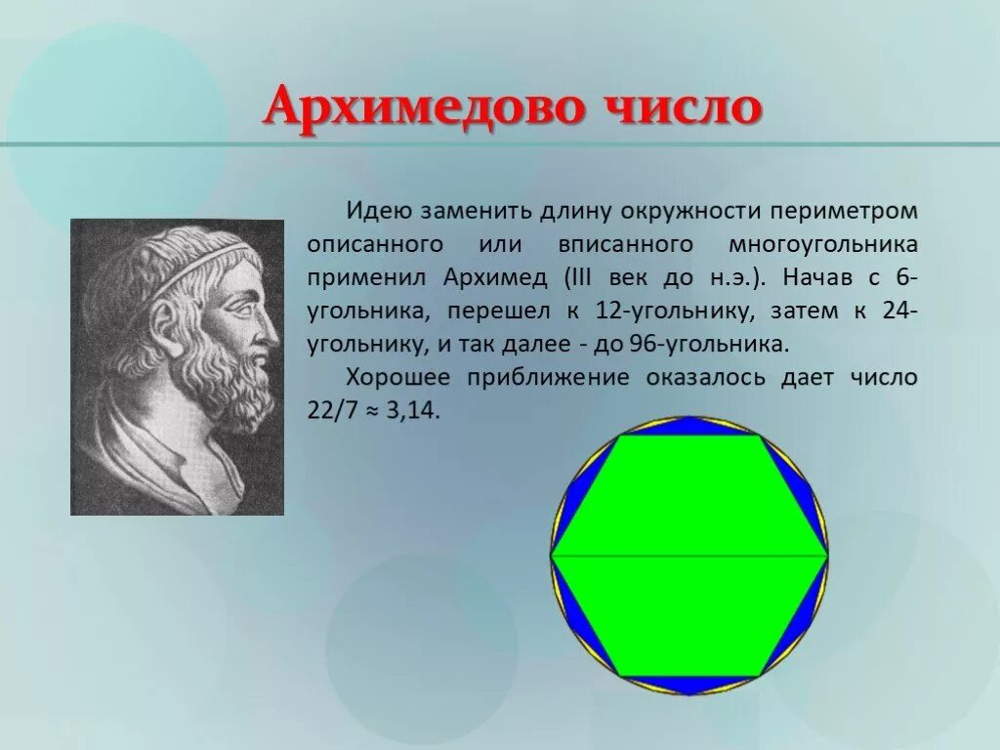 Архимедово число
Идею заменить длину окружности периметром
описанного или вписанного многоугольника
применил Архимед (III век до н.э.). Начав с 6-
угольника, перешел к 12-угольнику, затем к 24-
угольнику, и так далее - до 96-угольника.
Хорошее приближение оказалось дает число
22/7 ≈ 3,14.